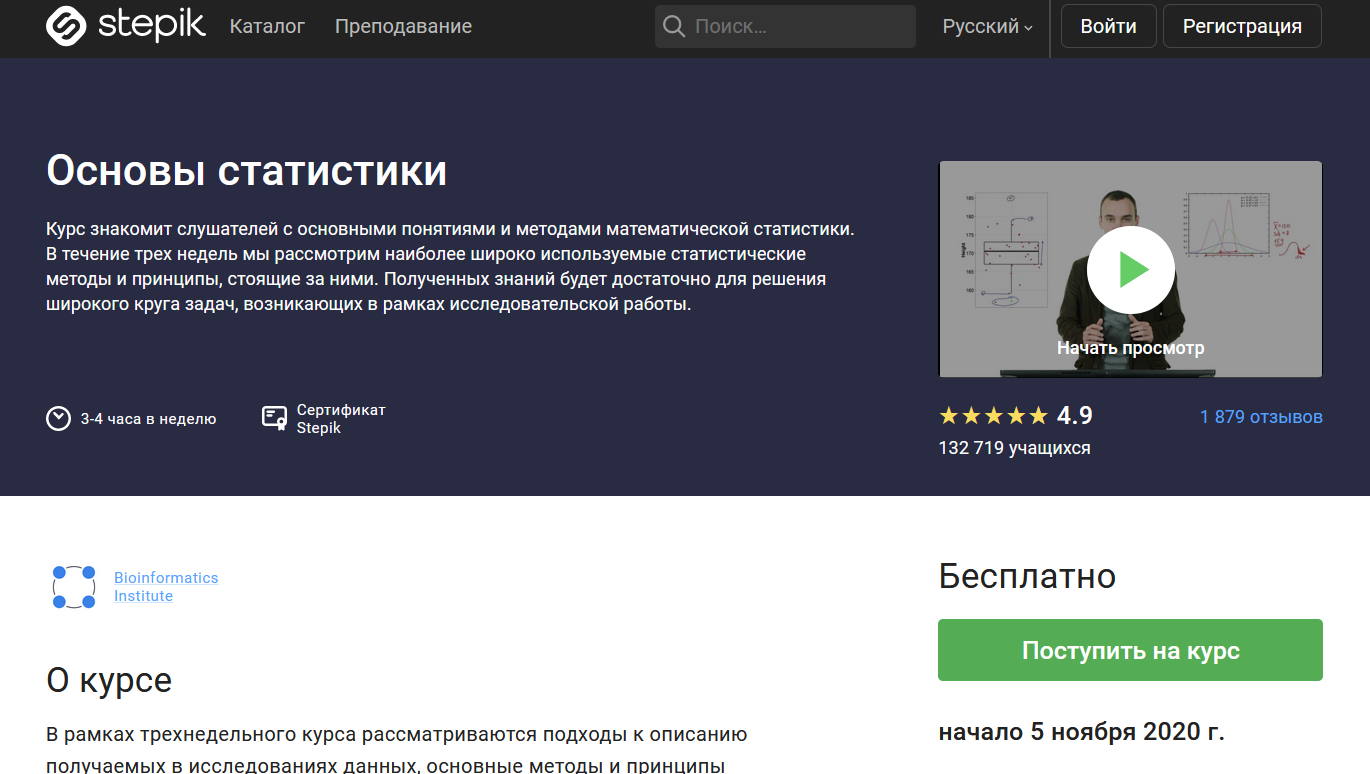 stepik Каталог Преподавание Поиск... Русский Войти Регистрация
Основы статистики
Курс знакомит слушателей с основными понятиями и методами математической статистики.
В течение трех недель мы рассмотрим наиболее широко используемые статистические
методы и принципы, стоящие за ними. Полученных знаний будет достаточно для решения
широкого круга задач, возникающих в рамках исследовательской работы.
Начать просмотр
3-4 часа в неделю
Сертификат
Stepik
4.9
1 879 отзывов
132 719 учащихся
Bioinformatics
Institute
Бесплатно
Поступить на курс
начало 5 ноября 2020 г.
О курсе
В рамках трехнедельного курса рассматриваются подходы к описанию
получаемых в исследованиях данных, основные методы и принципы